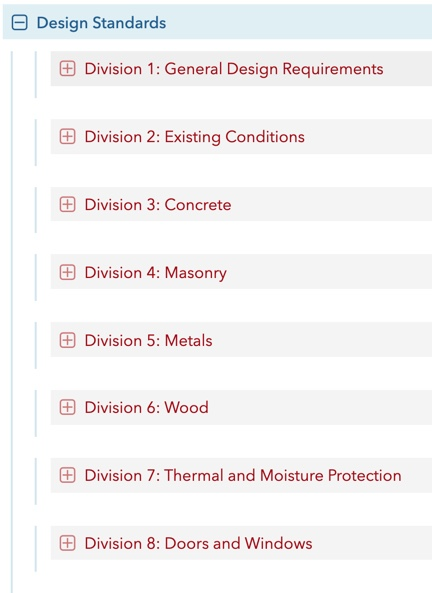 Design Standards
Division 1: General Design Requirements
Division 2: Existing Conditions
Division 3: Concrete
Division 4: Masonry
Division 5: Metals
Division 6: Wood
Division 7: Thermal and Moisture Protection
Division 8: Doors and Windows